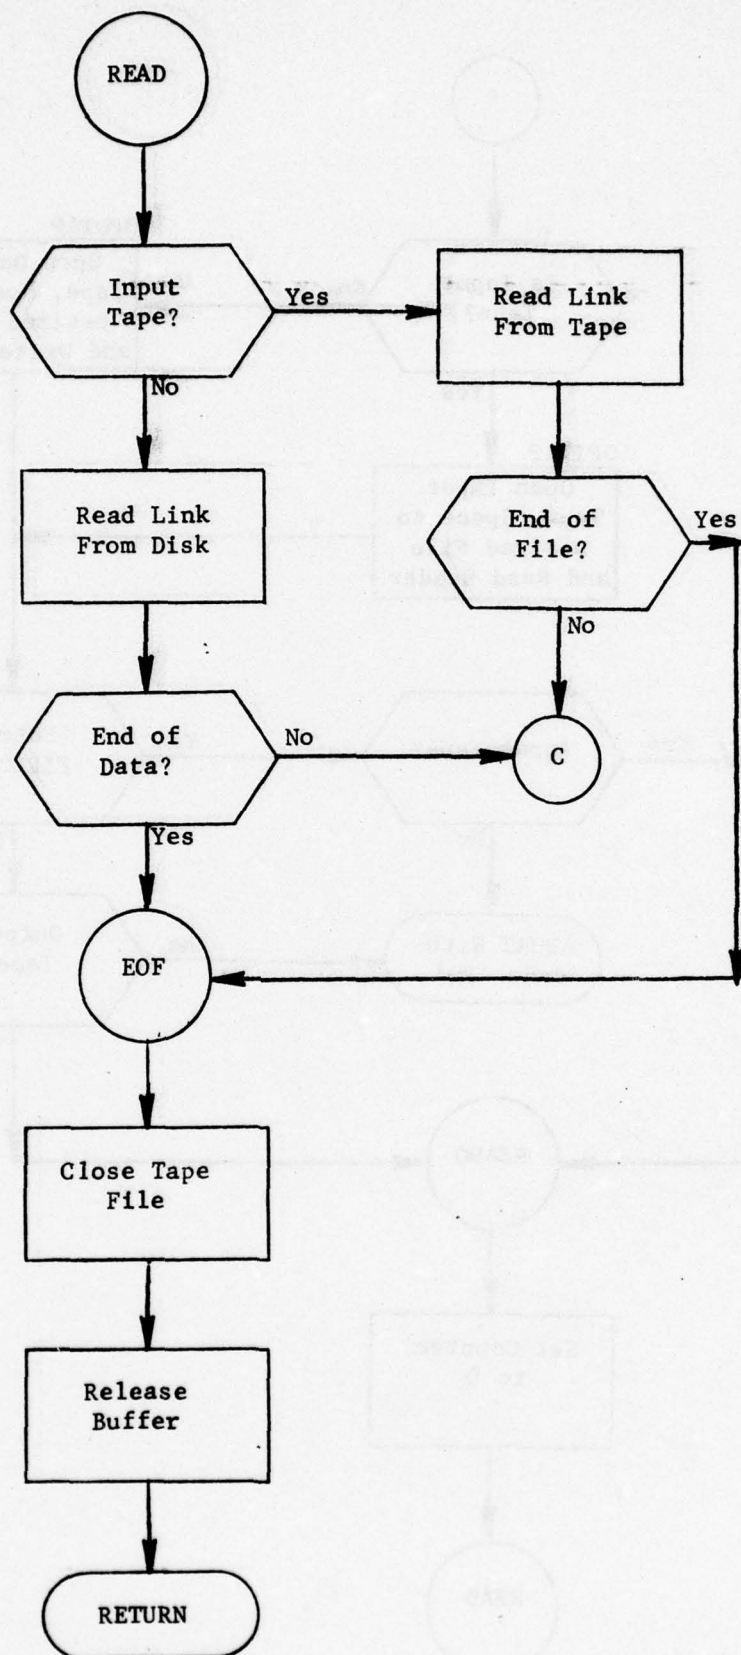 READ
Input
Tape?
Yes
Read Link
From Tape
No
Read Link
From Disk
End of
File?
Yes
No
End of
Data?
No
C
Yes
EOF
Close Tape
File
Release
Buffer
RETURN